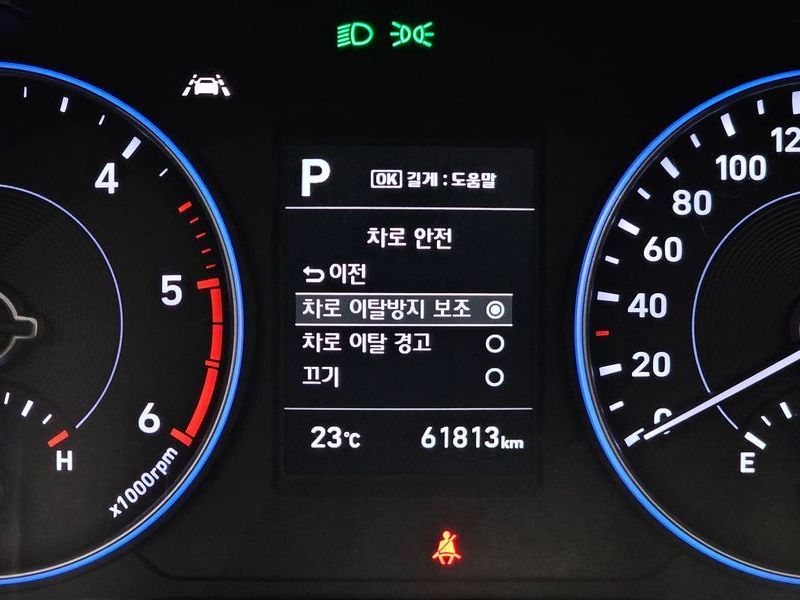 P OK 길게 : 도움말
차로 안전
이전
차로 이탈방지 보조
차로 이탈 경고
끄기
23℃ 61813km
4
5
6
H
x1000rpm
120
100
80
60
40
20
0
E